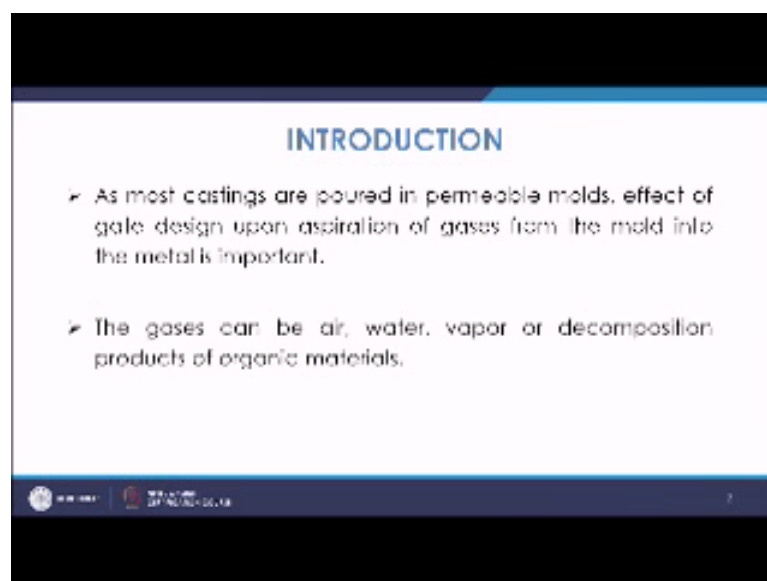 INTRODUCTION
➢ As most castings are poured in permeable molds, effect of
gate design upon aspiration of gases from the mold into
the metal is important.
➢ The gases can be air, water, vapor or decomposition
products of organic materials.
2